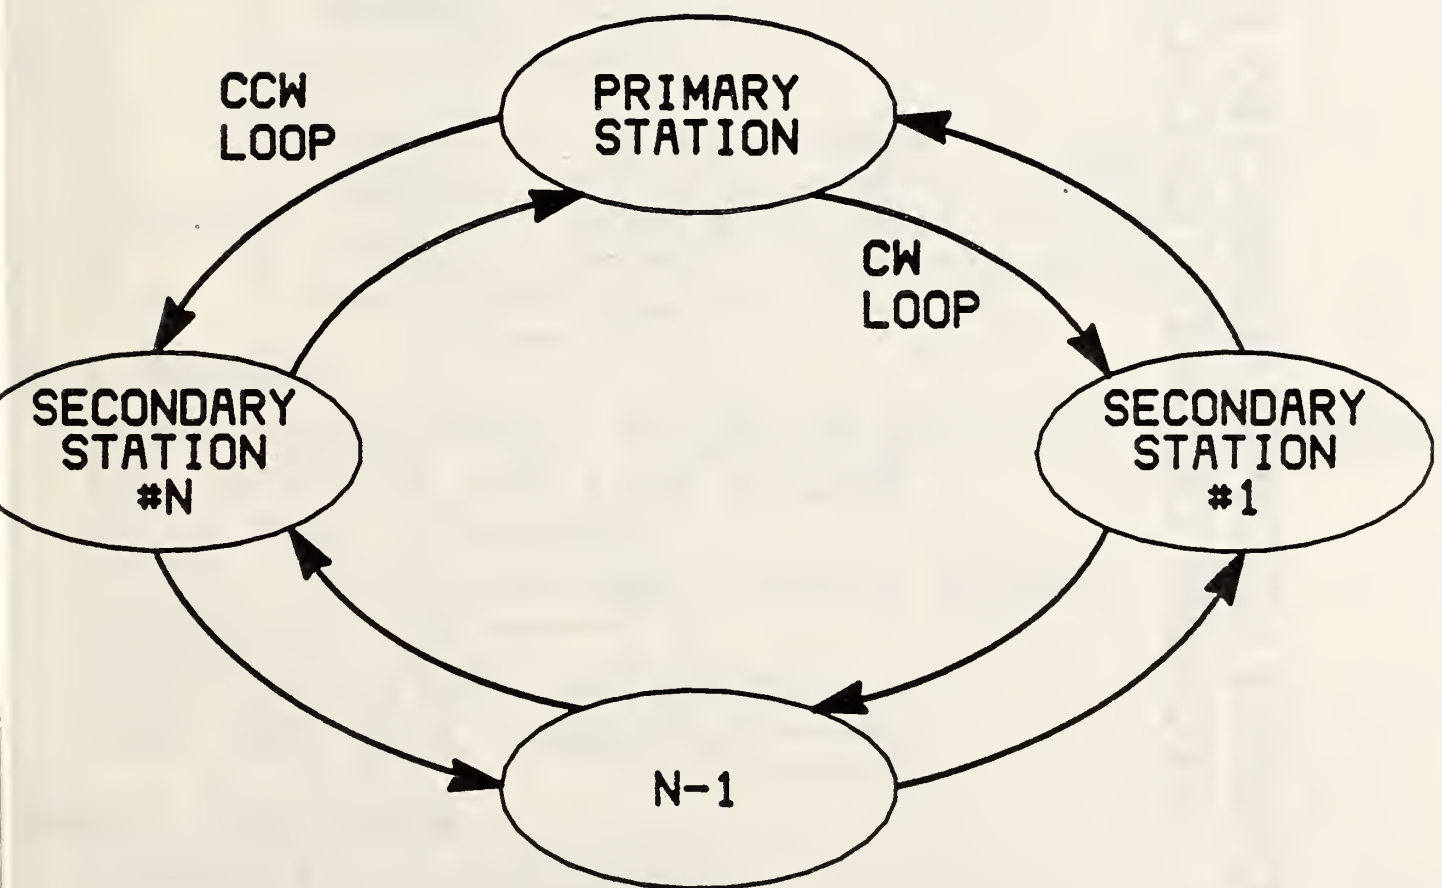 CCW
LOOP
PRIMARY
STATION
CW
LOOP
SECONDARY
STATION
#N
SECONDARY
STATION
#1
N-1